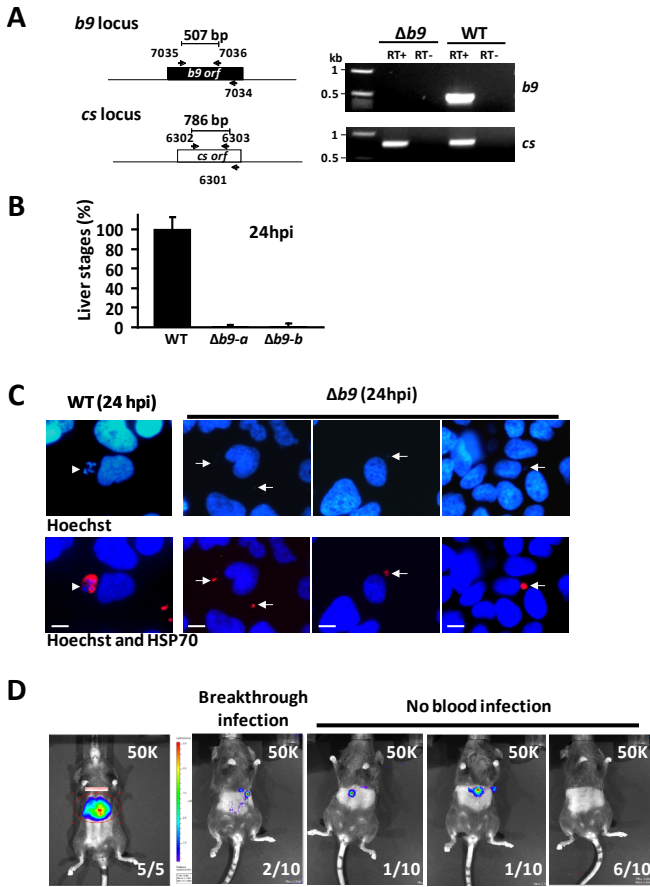 A
b9 locus
507 bp
7035 7036
b9 orf
7034
cs locus
786 bp
6302 6303
cs orf
6301
Δb9 WT
RT+ RT- RT+ RT-
kb
1
0.5
b9
1
0.5
cs
B
Liver stages (%)
100
80
60
40
20
0
24hpi
WT Δb9-a Δb9-b
C
WT (24 hpi)
Δb9 (24hpi)
Hoechst
Hoechst and HSP70
D
Breakthrough
infection
No blood infection
50K 50K 50K 50K 50K
5/5 2/10 1/10 1/10 6/10